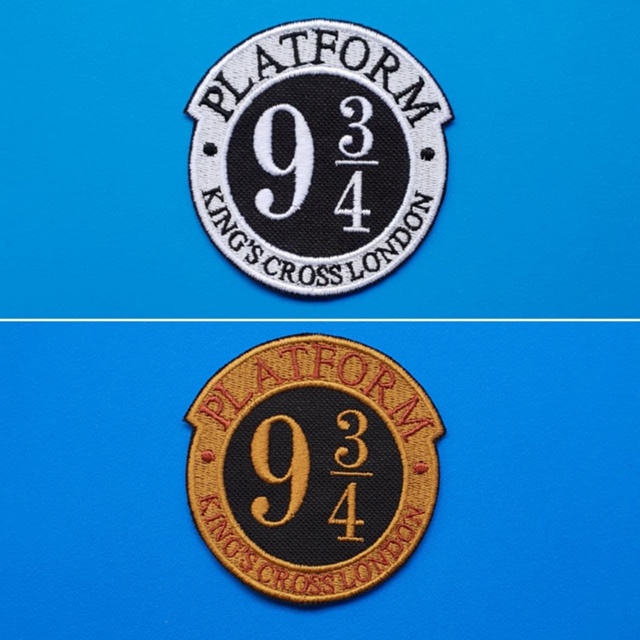 PLATFORM
9 3/4
KING'S CROSS LONDON
PLATFORM
9 3/4
KING'S CROSS LONDON